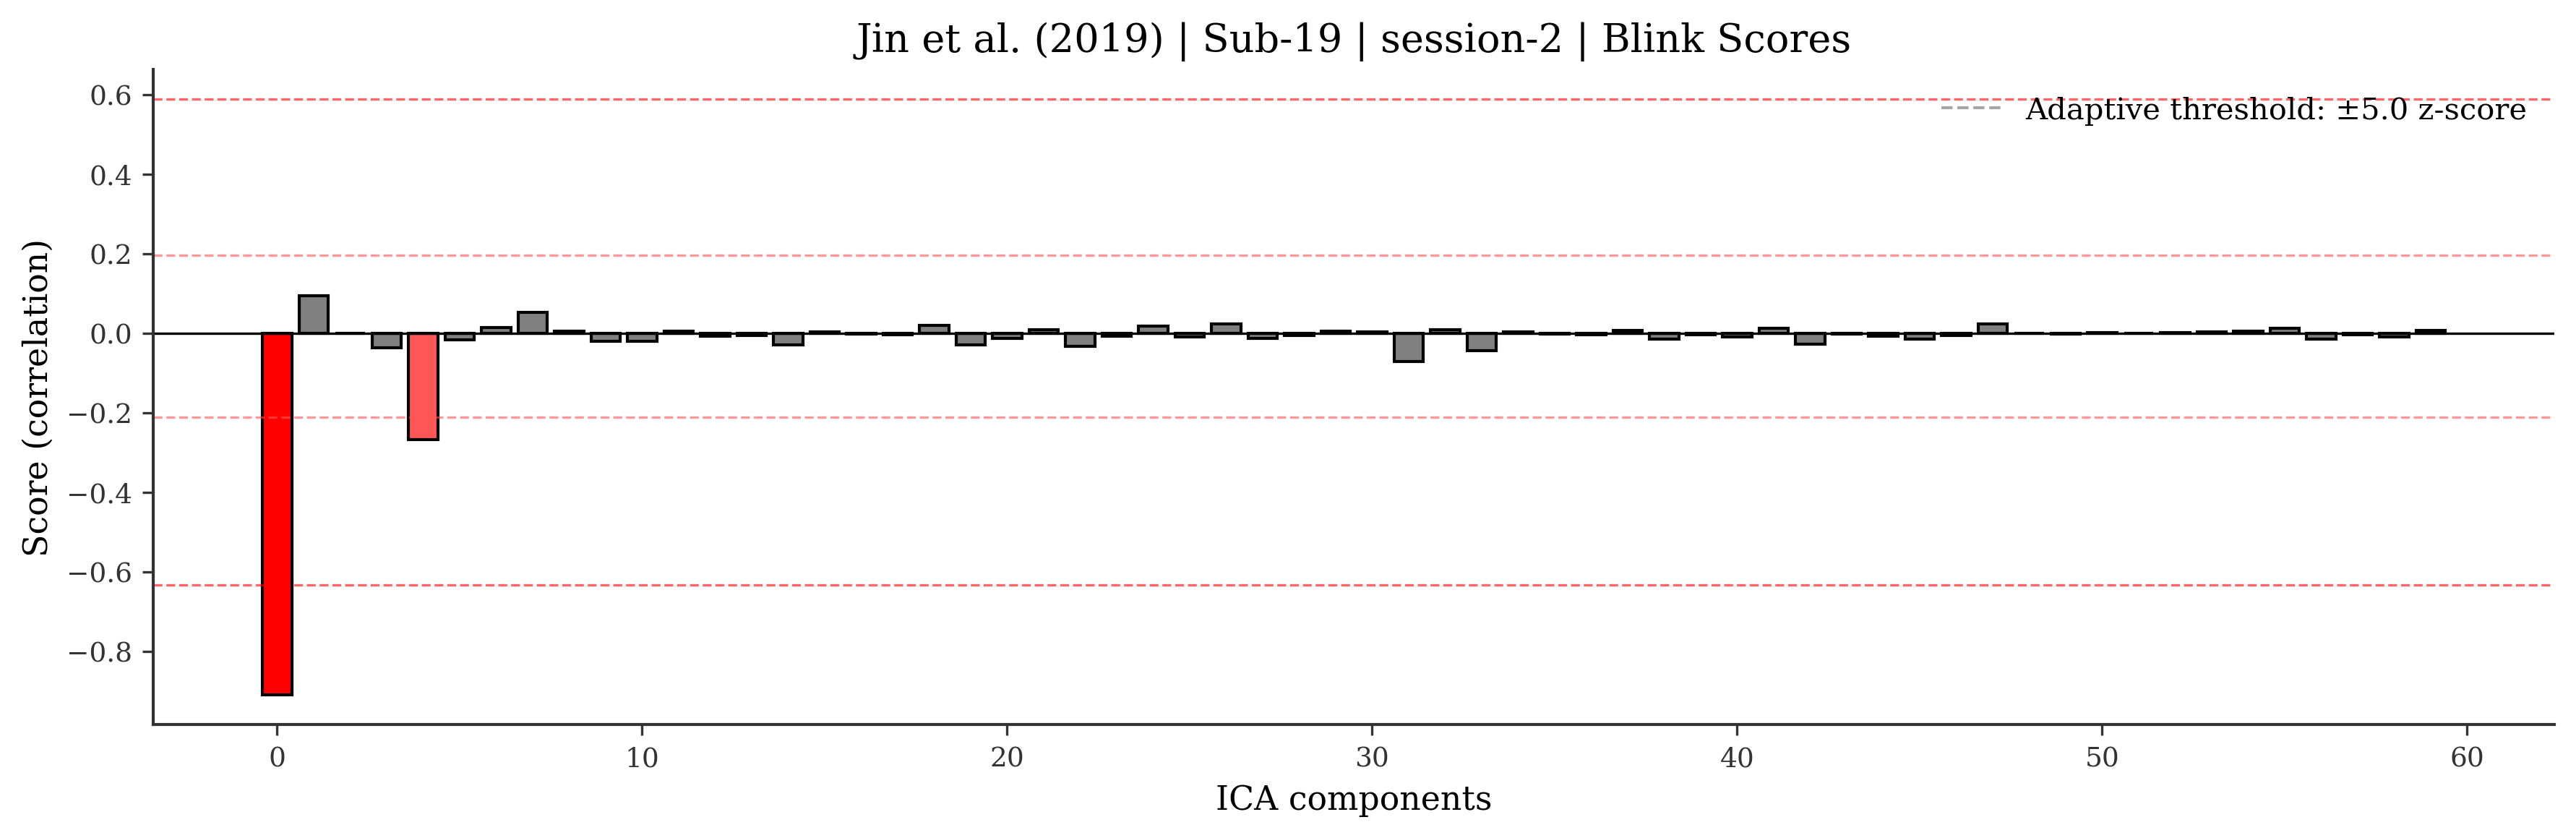 Jin et al. (2019) | Sub-19 | session-2 | Blink Scores
Adaptive threshold: ±5.0 z-score
Score (correlation)
0.6
0.4
0.2
0.0
−0.2
−0.4
−0.6
−0.8
0 10 20 30 40 50 60
ICA components